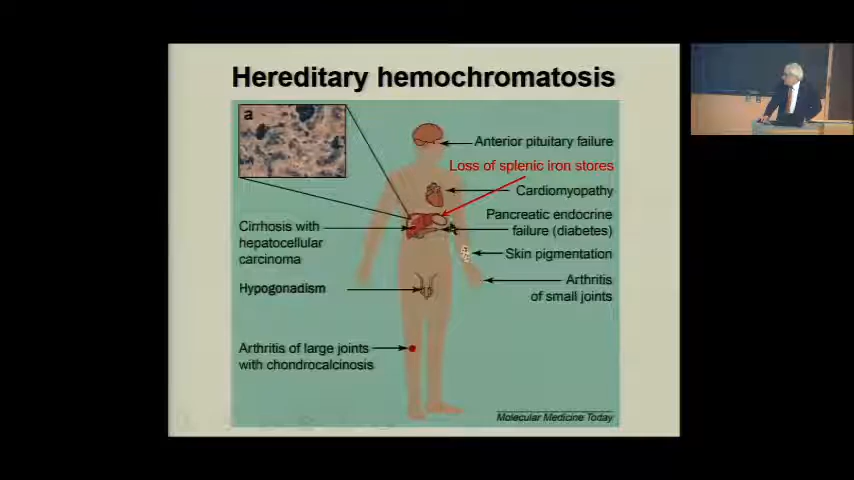 Hereditary hemochromatosis
a
Anterior pituitary failure
Loss of splenic iron stores
Cardiomyopathy
Pancreatic endocrine
failure (diabetes)
Cirrhosis with
hepatocellular
carcinoma
Skin pigmentation
Hypogonadism
Arthritis
of small joints
Arthritis of large joints
with chondrocalcinosis
Molecular Medicine Today